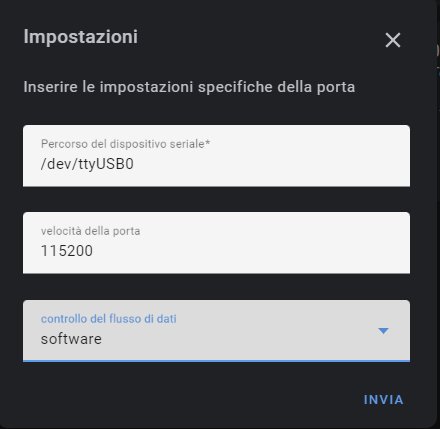 Impostazioni
Inserire le impostazioni specifiche della porta
Percorso del dispositivo seriale*
/dev/ttyUSB0
velocità della porta
115200
controllo del flusso di dati
software
INVIA